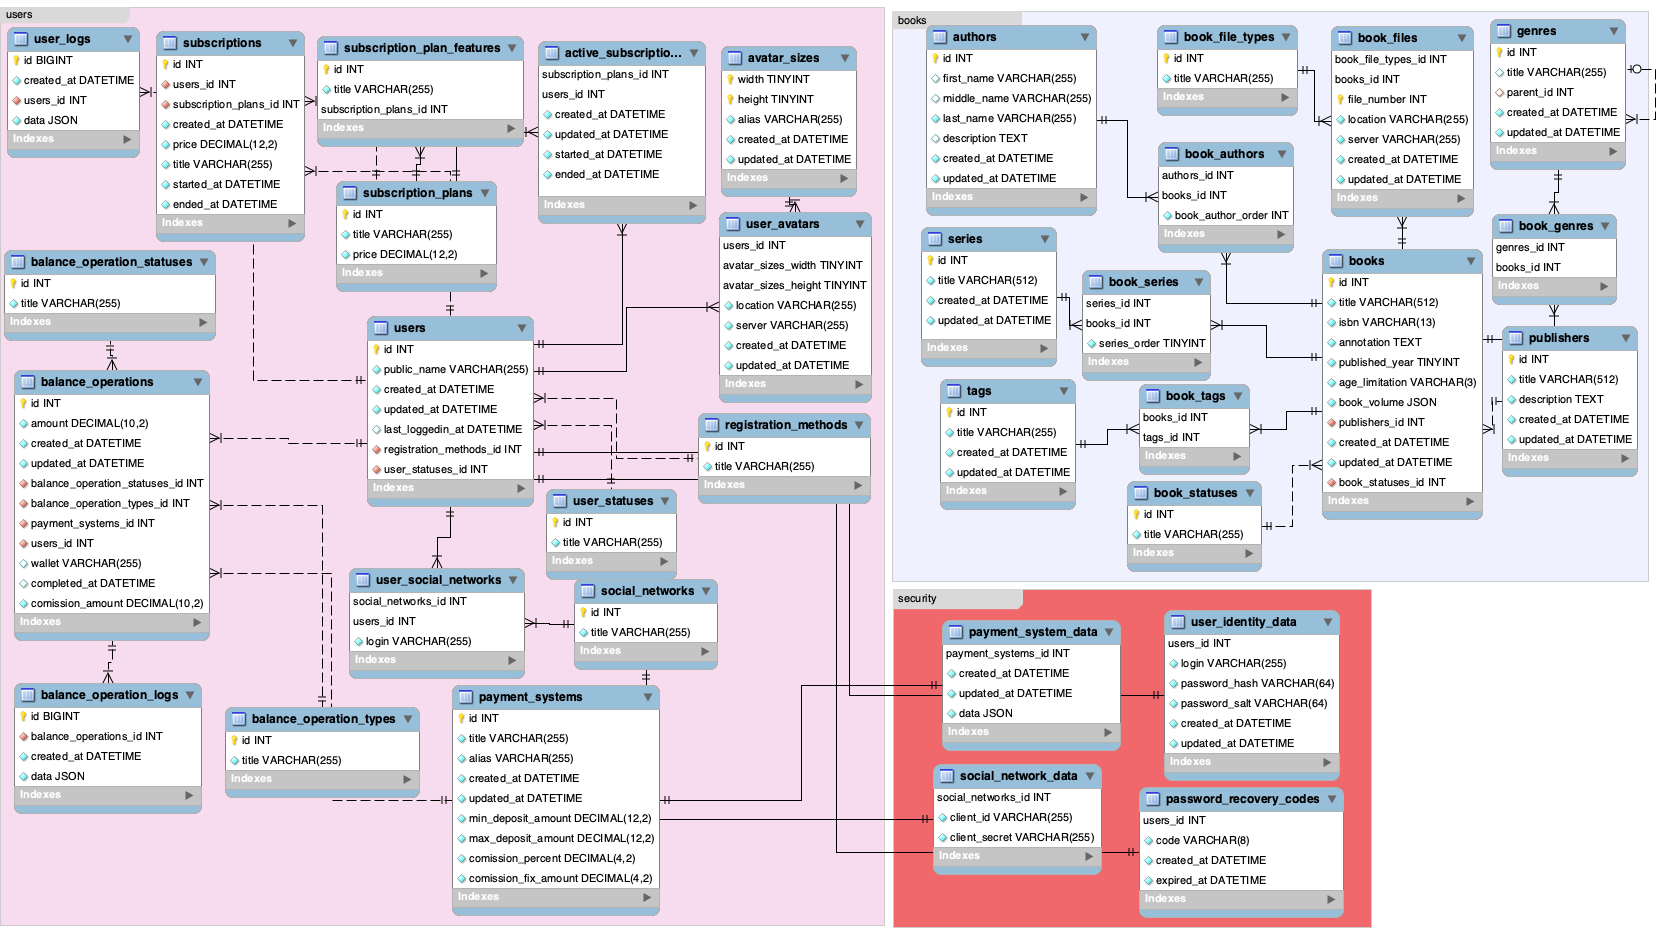 users
user_logs
id BIGINT
created_at DATETIME
users_id INT
data JSON
Indexes
subscriptions
id INT
users_id INT
subscription_plans_id INT
created_at DATETIME
price DECIMAL(12,2)
title VARCHAR(255)
started_at DATETIME
ended_at DATETIME
Indexes
subscription_plan_features
id INT
title VARCHAR(255)
subscription_plans_id INT
Indexes
active_subscriptio...
subscription_plans_id INT
users_id INT
created_at DATETIME
updated_at DATETIME
started_at DATETIME
ended_at DATETIME
Indexes
avatar_sizes
width TINYINT
height TINYINT
alias VARCHAR(255)
created_at DATETIME
updated_at DATETIME
Indexes
subscription_plans
id INT
title VARCHAR(255)
price DECIMAL(12,2)
Indexes
user_avatars
users_id INT
avatar_sizes_width TINYINT
avatar_sizes_height TINYINT
location VARCHAR(255)
server VARCHAR(255)
created_at DATETIME
updated_at DATETIME
Indexes
balance_operation_statuses
id INT
title VARCHAR(255)
Indexes
users
id INT
public_name VARCHAR(255)
created_at DATETIME
updated_at DATETIME
last_loggedin_at DATETIME
registration_methods_id INT
user_statuses_id INT
Indexes
balance_operations
id INT
amount DECIMAL(10,2)
created_at DATETIME
updated_at DATETIME
balance_operation_statuses_id INT
balance_operation_types_id INT
payment_systems_id INT
users_id INT
wallet VARCHAR(255)
completed_at DATETIME
comission_amount DECIMAL(10,2)
Indexes
registration_methods
id INT
title VARCHAR(255)
Indexes
user_statuses
id INT
title VARCHAR(255)
Indexes
user_social_networks
social_networks_id INT
users_id INT
login VARCHAR(255)
Indexes
social_networks
id INT
title VARCHAR(255)
Indexes
balance_operation_logs
id BIGINT
balance_operations_id INT
created_at DATETIME
data JSON
Indexes
balance_operation_types
id INT
title VARCHAR(255)
Indexes
payment_systems
id INT
title VARCHAR(255)
alias VARCHAR(255)
created_at DATETIME
updated_at DATETIME
min_deposit_amount DECIMAL(12,2)
max_deposit_amount DECIMAL(12,2)
comission_percent DECIMAL(4,2)
comission_fix_amount DECIMAL(4,2)
Indexes
books
authors
id INT
first_name VARCHAR(255)
middle_name VARCHAR(255)
last_name VARCHAR(255)
description TEXT
created_at DATETIME
updated_at DATETIME
Indexes
book_file_types
id INT
title VARCHAR(255)
Indexes
book_files
book_file_types_id INT
books_id INT
file_number INT
location VARCHAR(255)
server VARCHAR(255)
created_at DATETIME
updated_at DATETIME
Indexes
genres
id INT
title VARCHAR(255)
parent_id INT
created_at DATETIME
updated_at DATETIME
Indexes
book_authors
authors_id INT
books_id INT
book_author_order INT
Indexes
book_genres
genres_id INT
books_id INT
Indexes
series
id INT
title VARCHAR(512)
created_at DATETIME
updated_at DATETIME
Indexes
book_series
series_id INT
books_id INT
series_order TINYINT
Indexes
books
id INT
title VARCHAR(512)
isbn VARCHAR(13)
annotation TEXT
published_year TINYINT
age_limitation VARCHAR(3)
book_volume JSON
publishers_id INT
created_at DATETIME
updated_at DATETIME
book_statuses_id INT
Indexes
publishers
id INT
title VARCHAR(512)
description TEXT
created_at DATETIME
updated_at DATETIME
Indexes
tags
id INT
title VARCHAR(255)
created_at DATETIME
updated_at DATETIME
Indexes
book_tags
books_id INT
tags_id INT
Indexes
book_statuses
id INT
title VARCHAR(255)
Indexes
security
payment_system_data
payment_systems_id INT
created_at DATETIME
updated_at DATETIME
data JSON
Indexes
user_identity_data
users_id INT
login VARCHAR(255)
password_hash VARCHAR(64)
password_salt VARCHAR(64)
created_at DATETIME
updated_at DATETIME
Indexes
social_network_data
social_networks_id INT
client_id VARCHAR(255)
client_secret VARCHAR(255)
Indexes
password_recovery_codes
users_id INT
code VARCHAR(8)
created_at DATETIME
expired_at DATETIME
Indexes